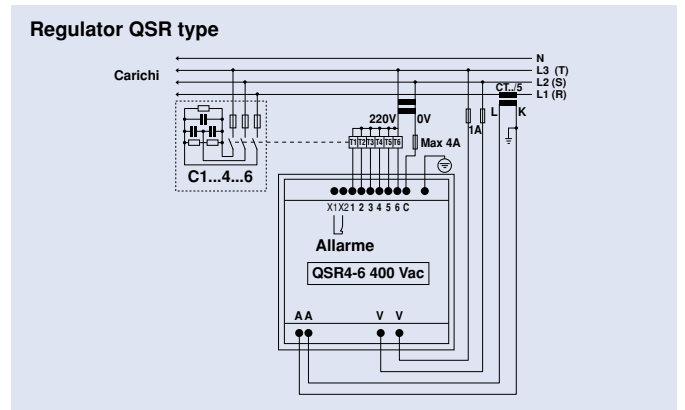 Regulator QSR type
N
L3 (T)
Carichi
L2 (S)
CT../5
L1 (R)
220V 0V
L K
1A
T1 T2 T3 T4 T5 T6
Max 4A
C1...4...6
X1 X2 1 2 3 4 5 6 C
Allarme
QSR4-6 400 Vac
A A V V